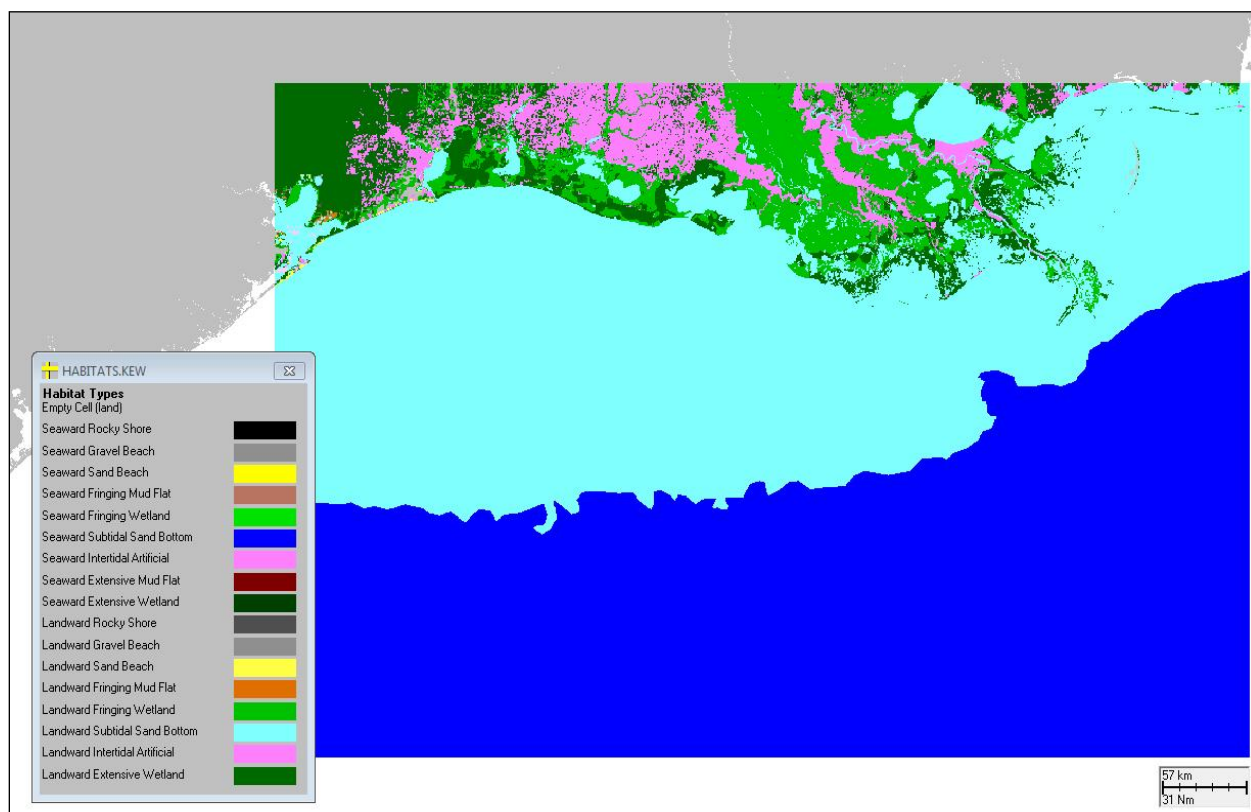 HABITATS.KEW
Habitat Types
Empty Cell (land)
Seaward Rocky Shore
Seaward Gravel Beach
Seaward Sand Beach
Seaward Fringing Mud Flat
Seaward Fringing Wetland
Seaward Subtidal Sand Bottom
Seaward Intertidal Artificial
Seaward Extensive Mud Flat
Seaward Extensive Wetland
Landward Rocky Shore
Landward Gravel Beach
Landward Sand Beach
Landward Fringing Mud Flat
Landward Fringing Wetland
Landward Subtidal Sand Bottom
Landward Intertidal Artificial
Landward Extensive Wetland
57 km
31 Nm